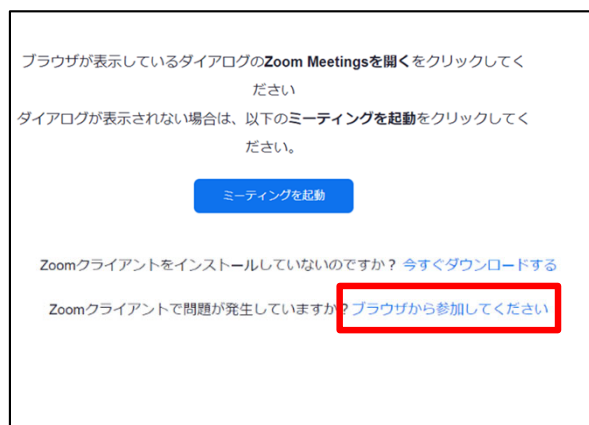 ブラウザが表示しているダイアログのZoom Meetingsを開くをクリックしてく
ださい
ダイアログが表示されない場合は、以下のミーティングを起動をクリックしてく
ださい。
ミーティングを起動
Zoomクライアントをインストールしていないのですか？ 今すぐダウンロードする
Zoomクライアントで問題が発生していますか？ブラウザから参加してください